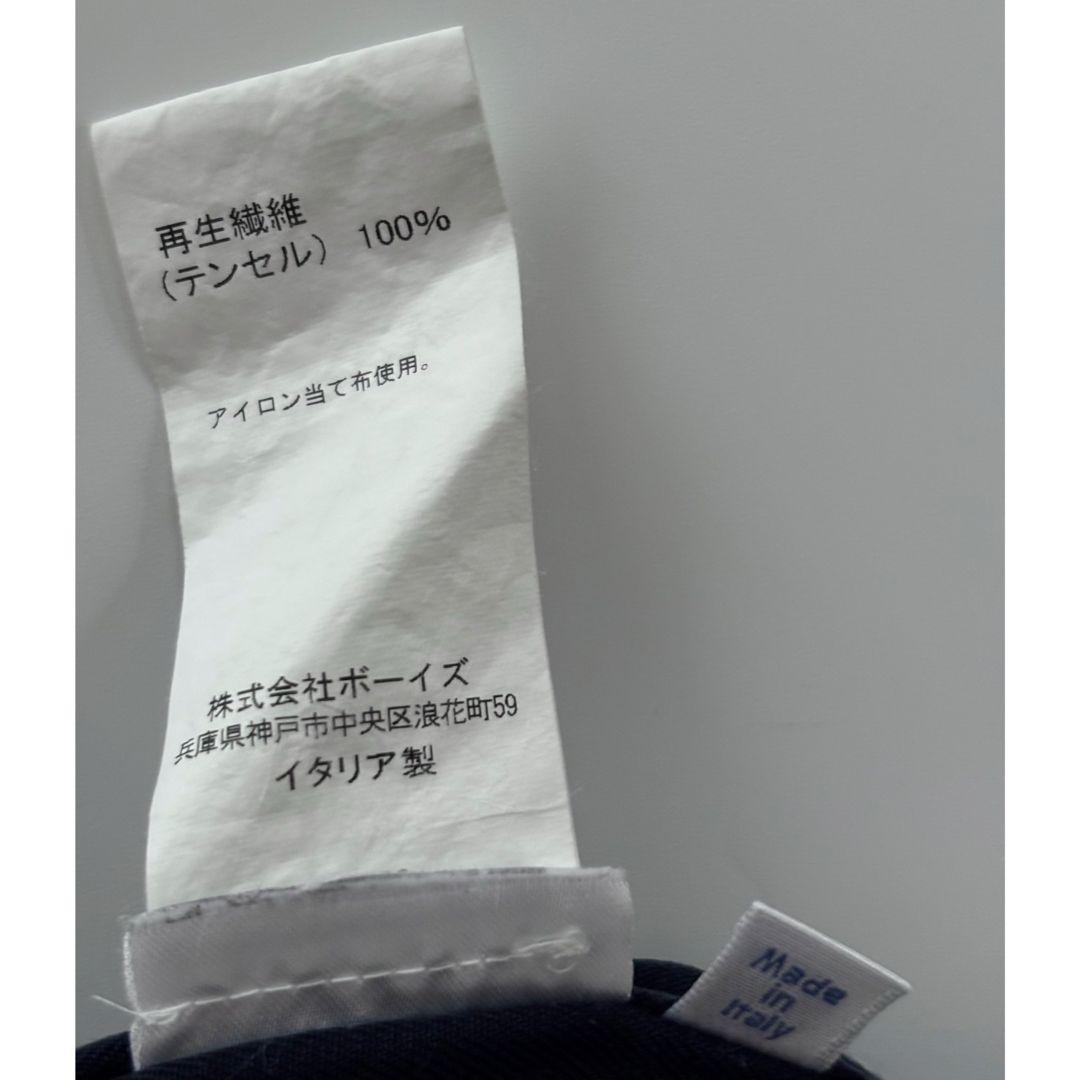 再生繊維
(テンセル) 100%
アイロン当て布使用。
株式会社ボーイズ
兵庫県神戸市中央区浪花町59
イタリア製
Made
in
Italy